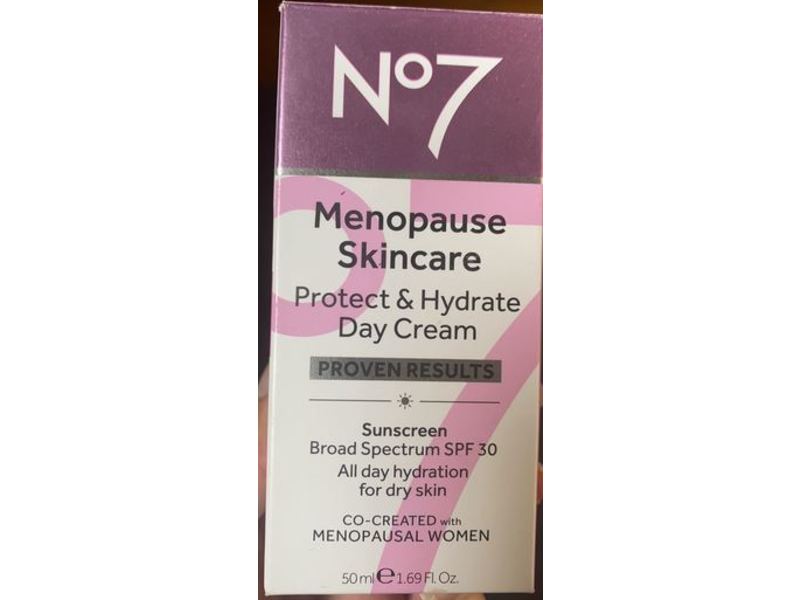 No7
Menopause
Skincare
Protect & Hydrate
Day Cream
PROVEN RESULTS
Sunscreen
Broad Spectrum SPF 30
All day hydration
for dry skin
CO-CREATED with
MENOPAUSAL WOMEN
50 ml ℮ 1.69 Fl. Oz.